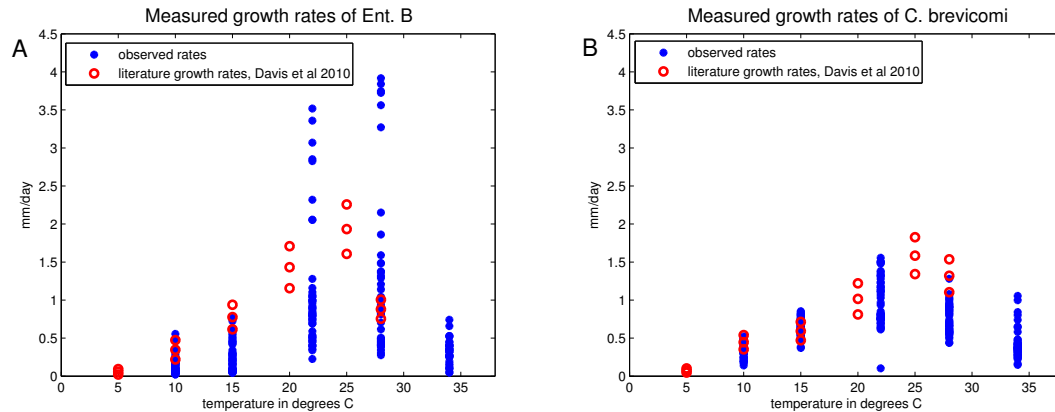 Measured growth rates of Ent. B
A
4.5
4
3.5
3
2.5
2
1.5
1
0.5
0
mm/day
observed rates
literature growth rates, Davis et al 2010
0 5 10 15 20 25 30 35
temperature in degrees C
Measured growth rates of C. brevicomi
B
4.5
4
3.5
3
2.5
2
1.5
1
0.5
0
mm/day
observed rates
literature growth rates, Davis et al 2010
0 5 10 15 20 25 30 35
temperature in degrees C